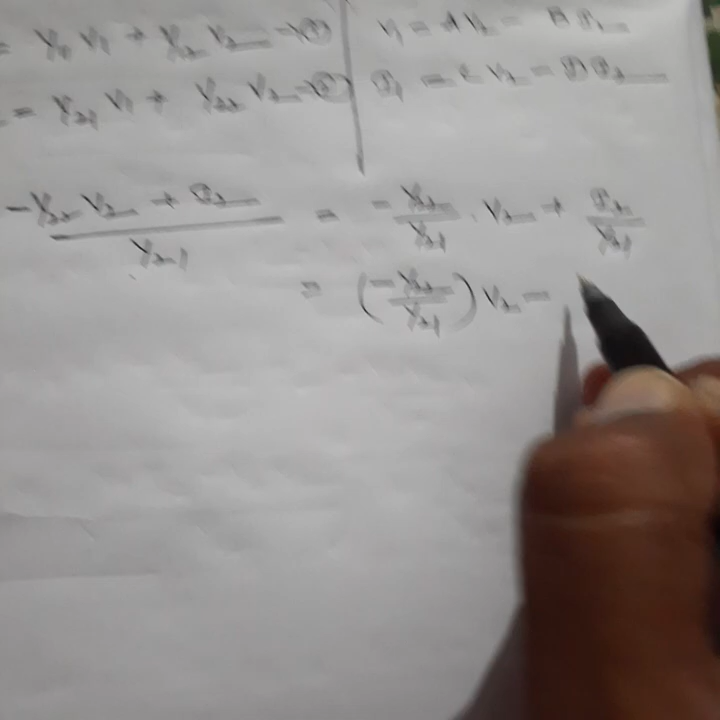 = Y₁₁ V₁ + Y₁₂ V₂ — ① | V₁ = A V₂ - B I₂
= Y₂₁ V₁ + Y₂₂ V₂ — ② | I₁ = C V₂ - D I₂
(-Y₂₂ V₂ + I₂) / Y₂₁ = -Y₂₂/Y₂₁ . V₂ + I₂/Y₂₁
= (-Y₂₂/Y₂₁) V₂ -